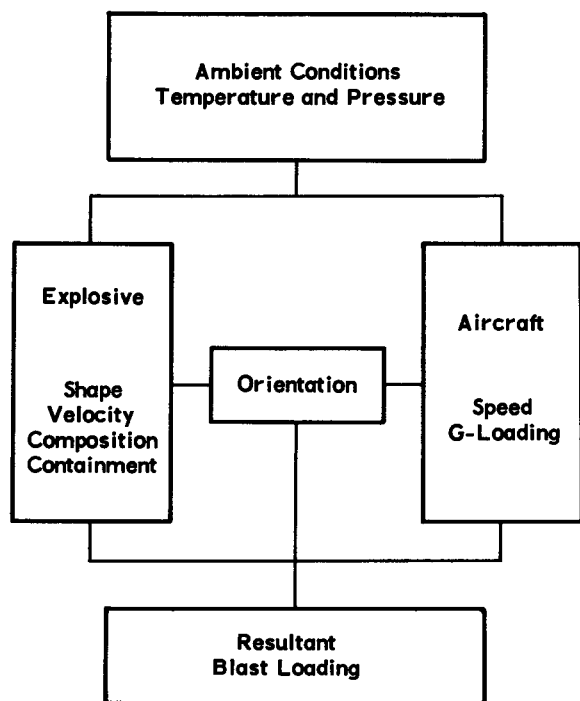 Ambient Conditions
Temperature and Pressure
Explosive
Shape
Velocity
Composition
Containment
Orientation
Aircraft
Speed
G-Loading
Resultant
Blast Loading